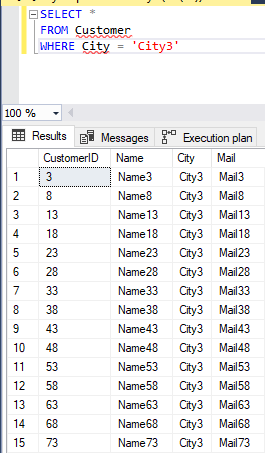 SELECT *
FROM Customer
WHERE City = 'City3'
100 %
Results Messages Execution plan
CustomerID Name City Mail
1 3 Name3 City3 Mail3
2 8 Name8 City3 Mail8
3 13 Name13 City3 Mail13
4 18 Name18 City3 Mail18
5 23 Name23 City3 Mail23
6 28 Name28 City3 Mail28
7 33 Name33 City3 Mail33
8 38 Name38 City3 Mail38
9 43 Name43 City3 Mail43
10 48 Name48 City3 Mail48
11 53 Name53 City3 Mail53
12 58 Name58 City3 Mail58
13 63 Name63 City3 Mail63
14 68 Name68 City3 Mail68
15 73 Name73 City3 Mail73